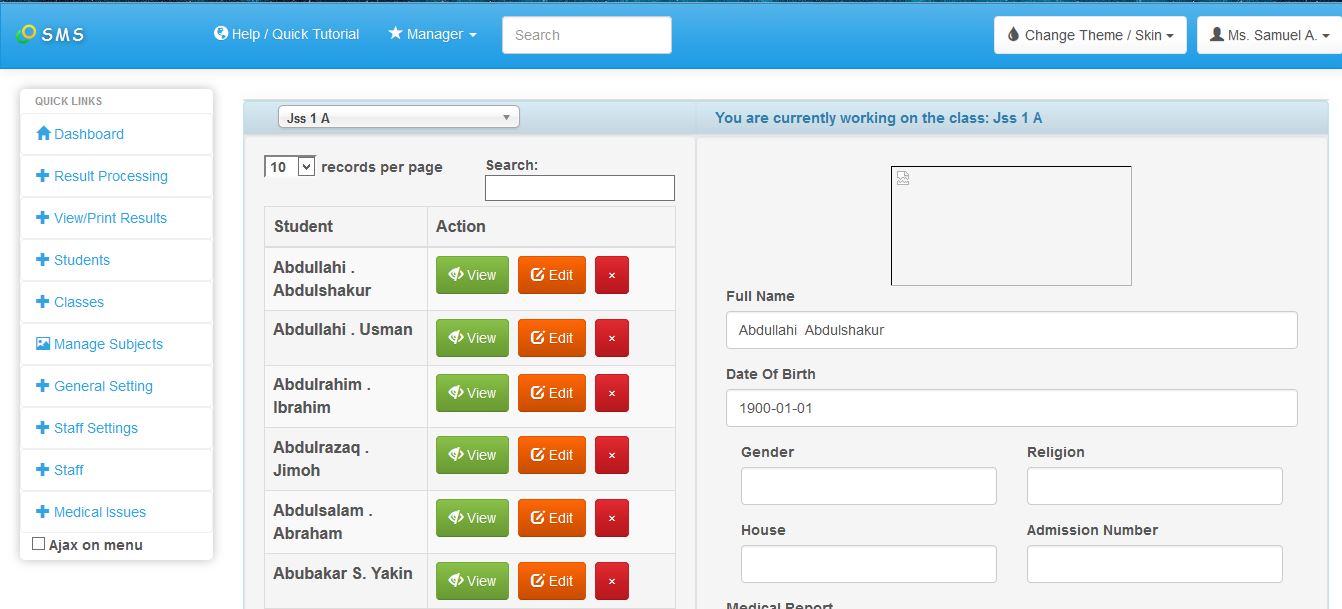 SMS
Help / Quick Tutorial
Manager
Search
Change Theme / Skin
Ms. Samuel A.
QUICK LINKS
Dashboard
Result Processing
View/Print Results
Students
Classes
Manage Subjects
General Setting
Staff Settings
Staff
Medical Issues
Ajax on menu
Jss 1 A
You are currently working on the class: Jss 1 A
10 records per page
Search:
Student Action
Abdullahi .
Abdulshakur
View Edit ×
Abdullahi . Usman
View Edit ×
Abdulrahim .
Ibrahim
View Edit ×
Abdulrazaq .
Jimoh
View Edit ×
Abdulsalam .
Abraham
View Edit ×
Abubakar S. Yakin
View Edit ×
Full Name
Abdullahi  Abdulshakur
Date Of Birth
1900-01-01
Gender Religion
House Admission Number
Medical Report